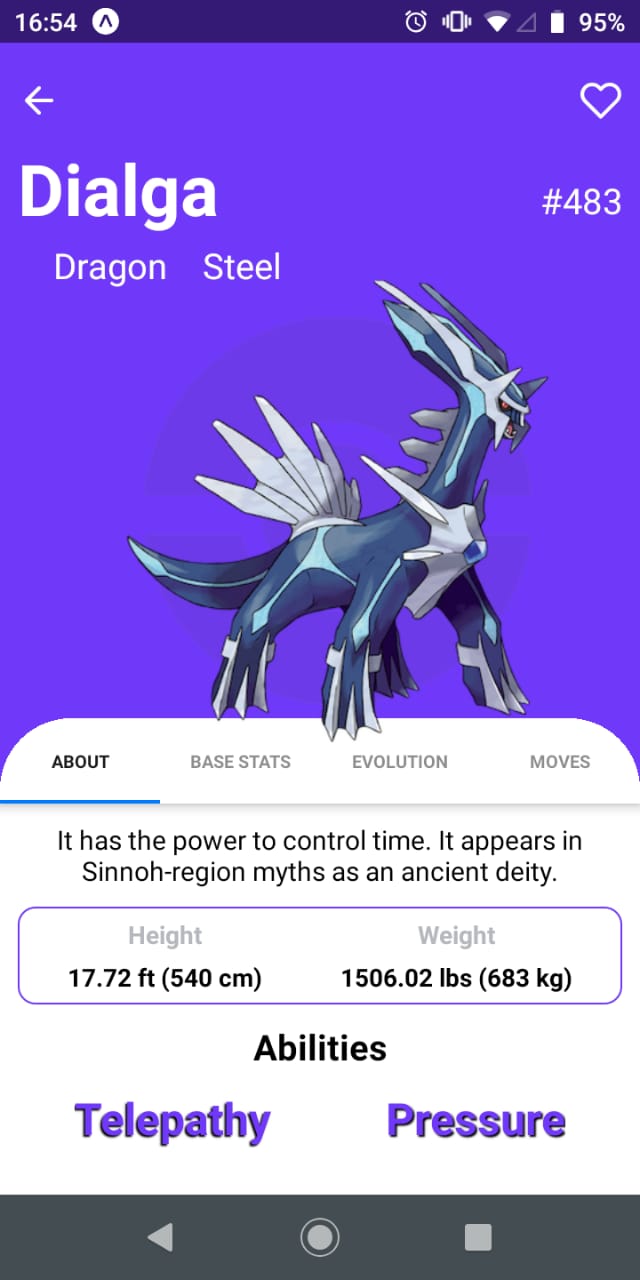 16:54 95%
Dialga
#483
Dragon Steel
ABOUT BASE STATS EVOLUTION MOVES
It has the power to control time. It appears in
Sinnoh-region myths as an ancient deity.
Height Weight
17.72 ft (540 cm) 1506.02 lbs (683 kg)
Abilities
Telepathy Pressure